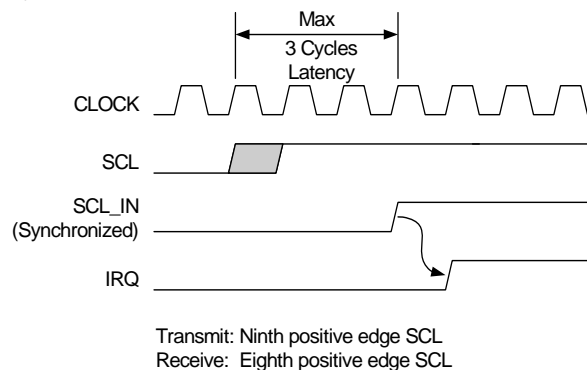 Max
3 Cycles
Latency
CLOCK
SCL
SCL_IN
(Synchronized)
IRQ
Transmit: Ninth positive edge SCL
Receive: Eighth positive edge SCL